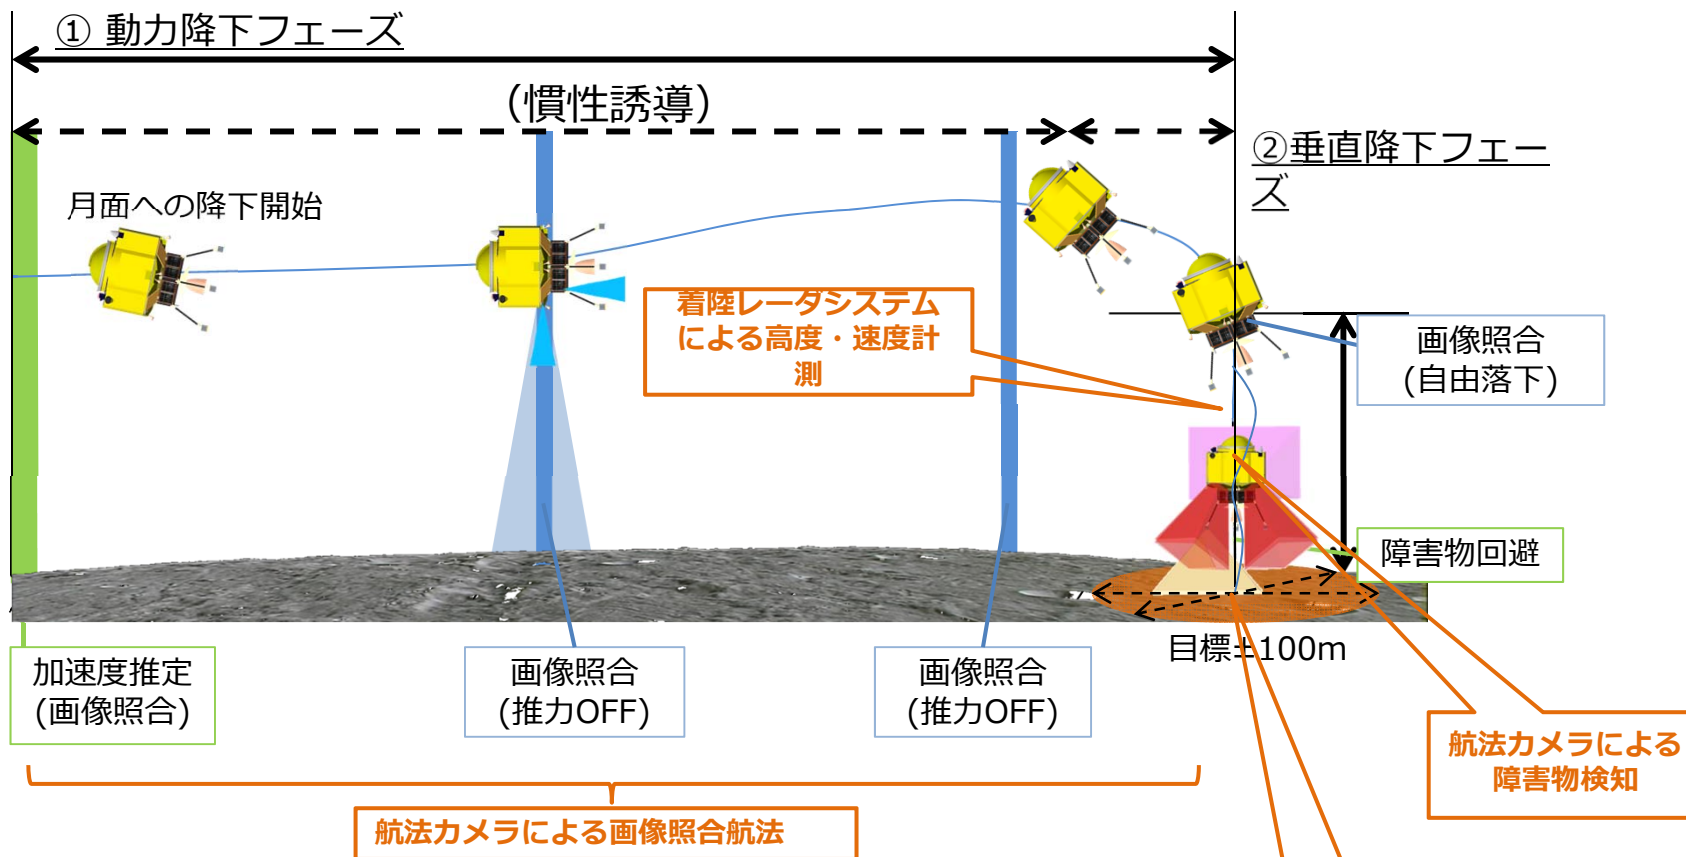 ① 動力降下フェーズ
(慣性誘導)
②垂直降下フェー
ズ
月面への降下開始
着陸レーダシステム
による高度・速度計
測
画像照合
(自由落下)
障害物回避
目標±100m
加速度推定
(画像照合)
画像照合
(推力OFF)
画像照合
(推力OFF)
航法カメラによる
障害物検知
航法カメラによる画像照合航法